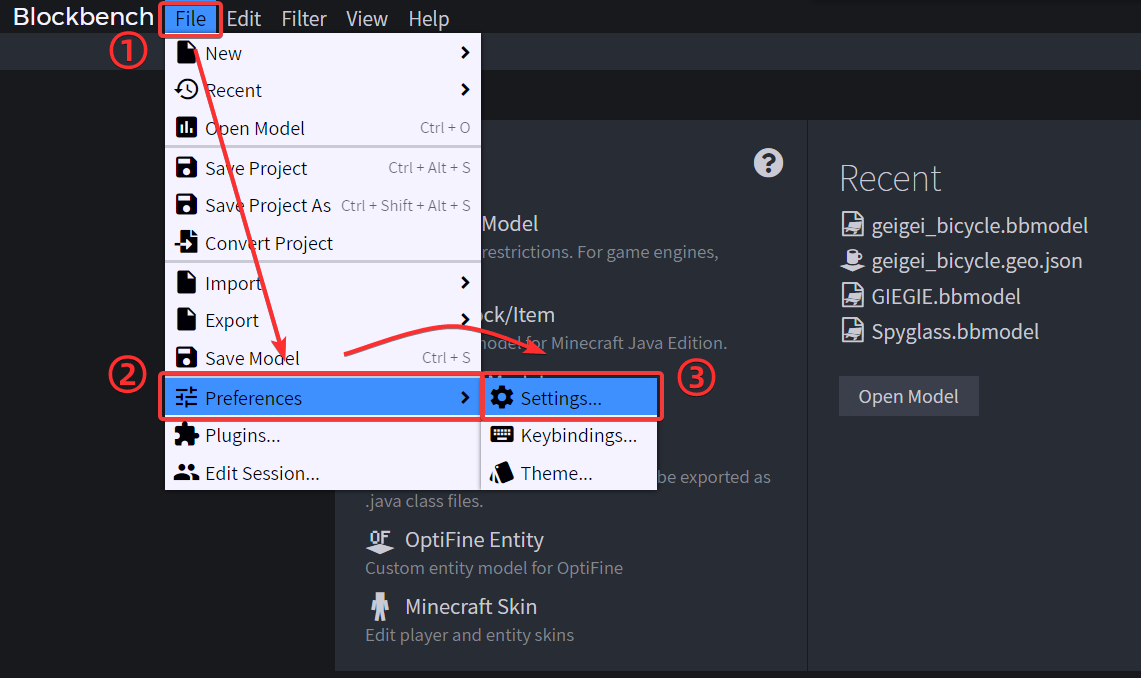 Blockbench File Edit Filter View Help
①
New
Recent
Open Model Ctrl + O
Save Project Ctrl + Alt + S
Save Project As Ctrl + Shift + Alt + S
Convert Project
Import
Export
Save Model Ctrl + S
②
Preferences
Plugins...
Edit Session...
③
Settings...
Keybindings...
Theme...
Model
restrictions. For game engines,
ck/Item
model for Minecraft Java Edition.
be exported as
.java class files.
OF
OptiFine Entity
Custom entity model for OptiFine
Minecraft Skin
Edit player and entity skins
?
Recent
geigei_bicycle.bbmodel
geigei_bicycle.geo.json
GIEGIE.bbmodel
Spyglass.bbmodel
Open Model